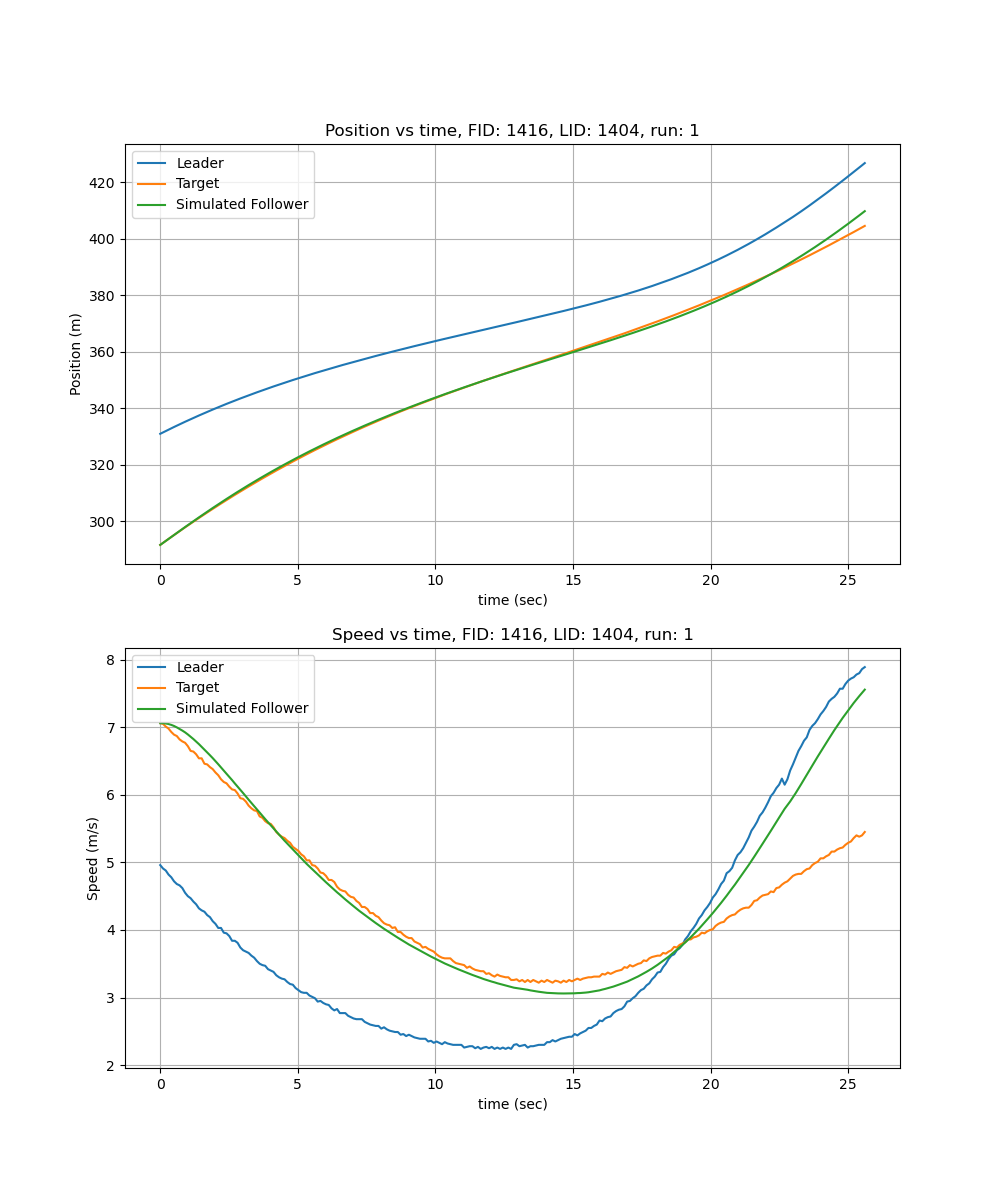 Position vs time, FID: 1416, LID: 1404, run: 1
Leader
Target
Simulated Follower
420
400
380
360
340
320
300
Position (m)
0 5 10 15 20 25
time (sec)
Speed vs time, FID: 1416, LID: 1404, run: 1
Leader
Target
Simulated Follower
8
7
6
5
4
3
2
Speed (m/s)
0 5 10 15 20 25
time (sec)